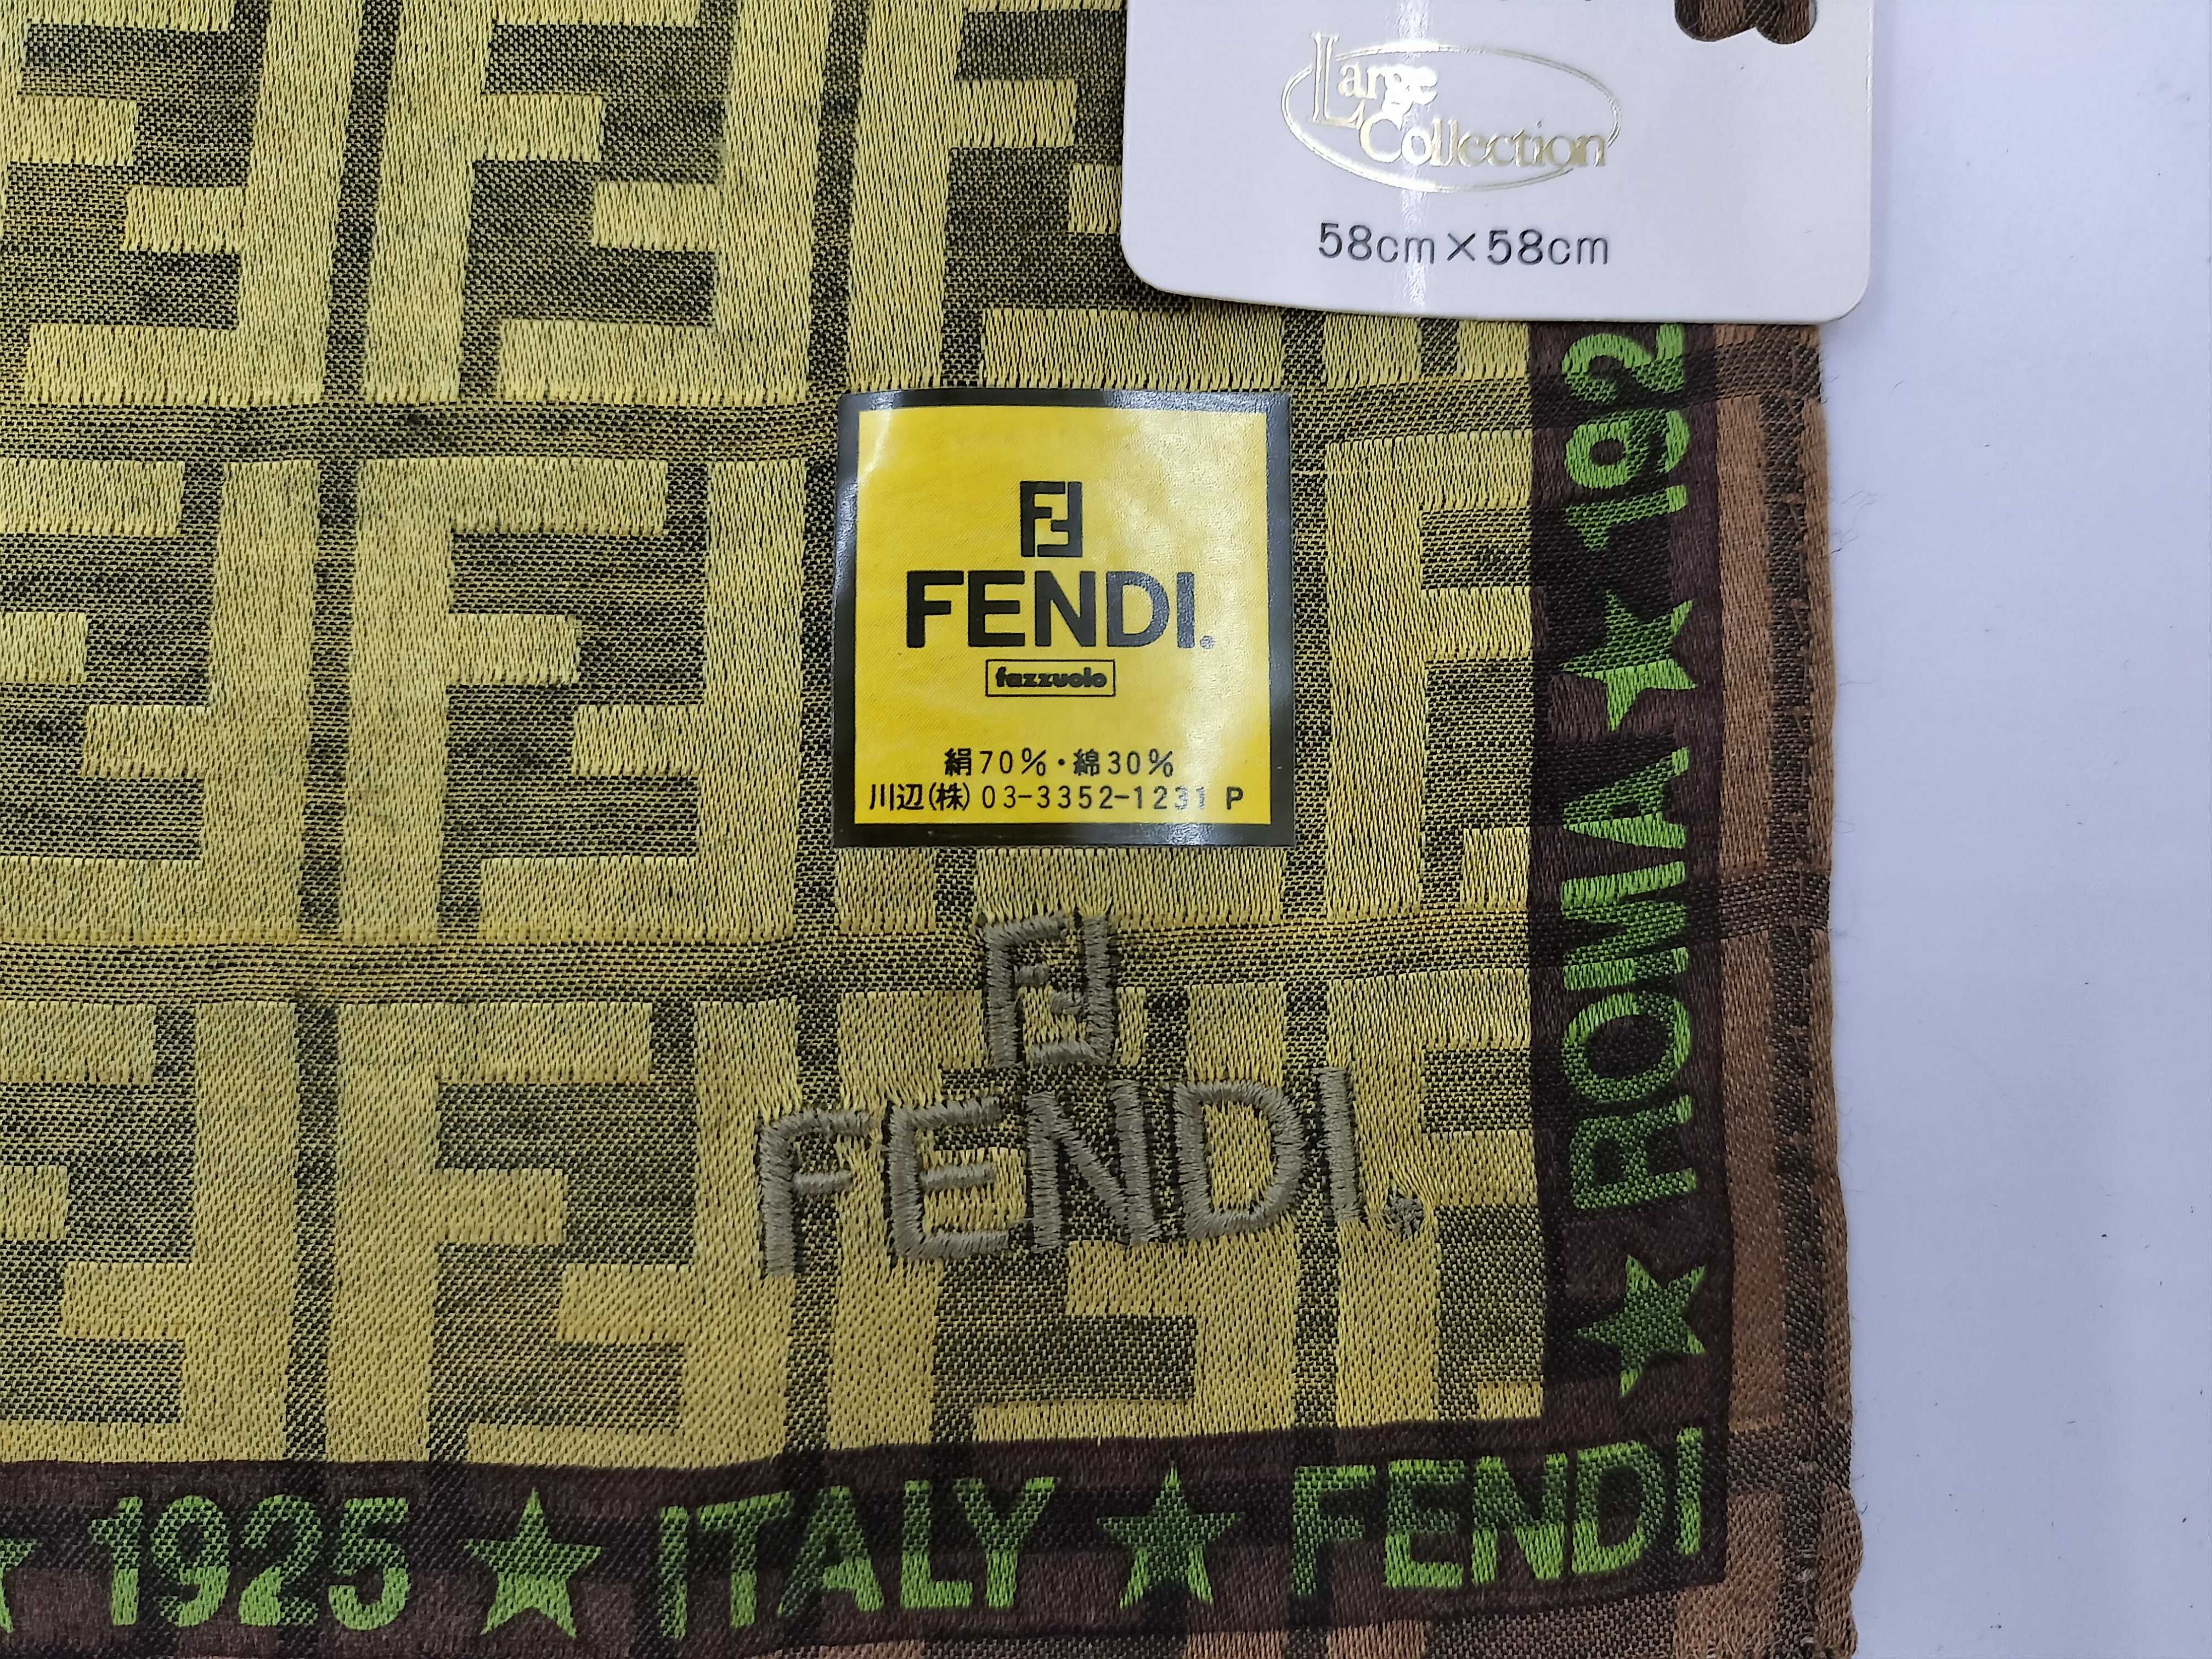 Large
Collection
58cm×58cm
FENDI.
fazzuolo
絹70%・綿30%
川辺(株)03-3352-1231 P
FENDI.
ROMA ★ 192
★ 1925 ★ ITALY ★ FENDI ★